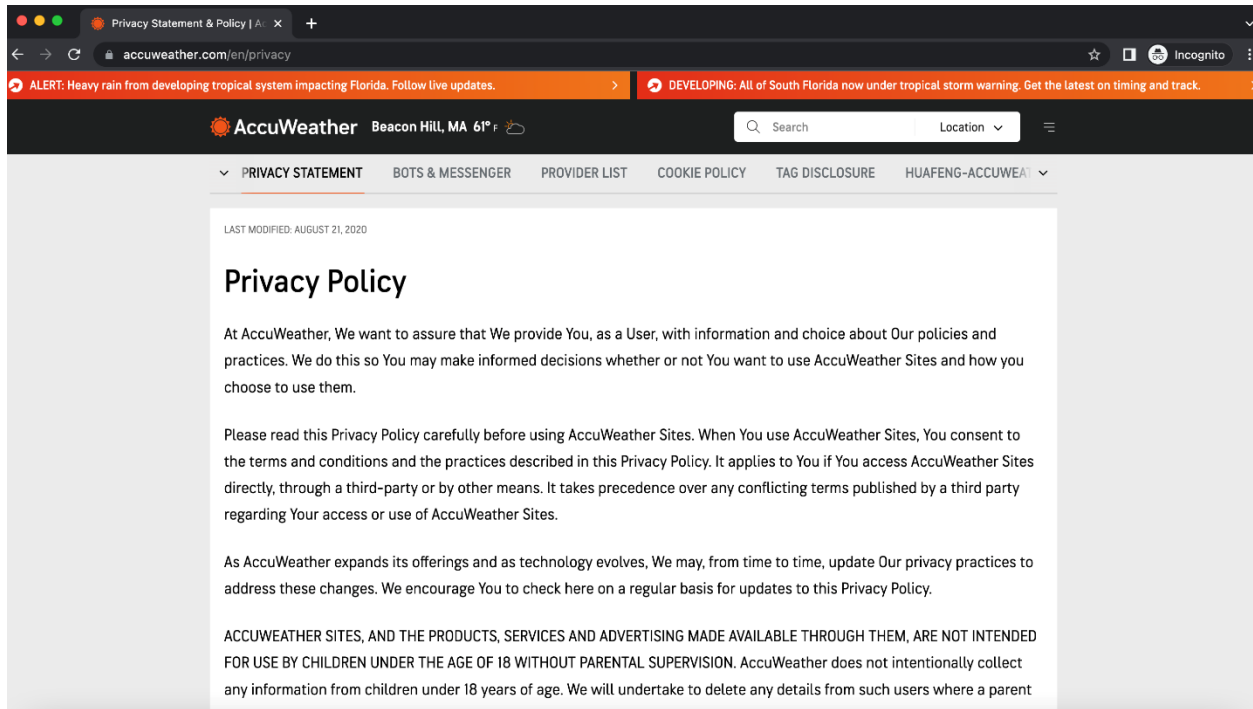 Privacy Statement & Policy | Ac
accuweather.com/en/privacy
Incognito
ALERT: Heavy rain from developing tropical system impacting Florida. Follow live updates.
DEVELOPING: All of South Florida now under tropical storm warning. Get the latest on timing and track.
AccuWeather Beacon Hill, MA 61° F
Search
Location
PRIVACY STATEMENT BOTS & MESSENGER PROVIDER LIST COOKIE POLICY TAG DISCLOSURE HUAFENG-ACCUWEAT
LAST MODIFIED: AUGUST 21, 2020
Privacy Policy
At AccuWeather, We want to assure that We provide You, as a User, with information and choice about Our policies and
practices. We do this so You may make informed decisions whether or not You want to use AccuWeather Sites and how you
choose to use them.
Please read this Privacy Policy carefully before using AccuWeather Sites. When You use AccuWeather Sites, You consent to
the terms and conditions and the practices described in this Privacy Policy. It applies to You if You access AccuWeather Sites
directly, through a third-party or by other means. It takes precedence over any conflicting terms published by a third party
regarding Your access or use of AccuWeather Sites.
As AccuWeather expands its offerings and as technology evolves, We may, from time to time, update Our privacy practices to
address these changes. We encourage You to check here on a regular basis for updates to this Privacy Policy.
ACCUWEATHER SITES, AND THE PRODUCTS, SERVICES AND ADVERTISING MADE AVAILABLE THROUGH THEM, ARE NOT INTENDED
FOR USE BY CHILDREN UNDER THE AGE OF 18 WITHOUT PARENTAL SUPERVISION. AccuWeather does not intentionally collect
any information from children under 18 years of age. We will undertake to delete any details from such users where a parent